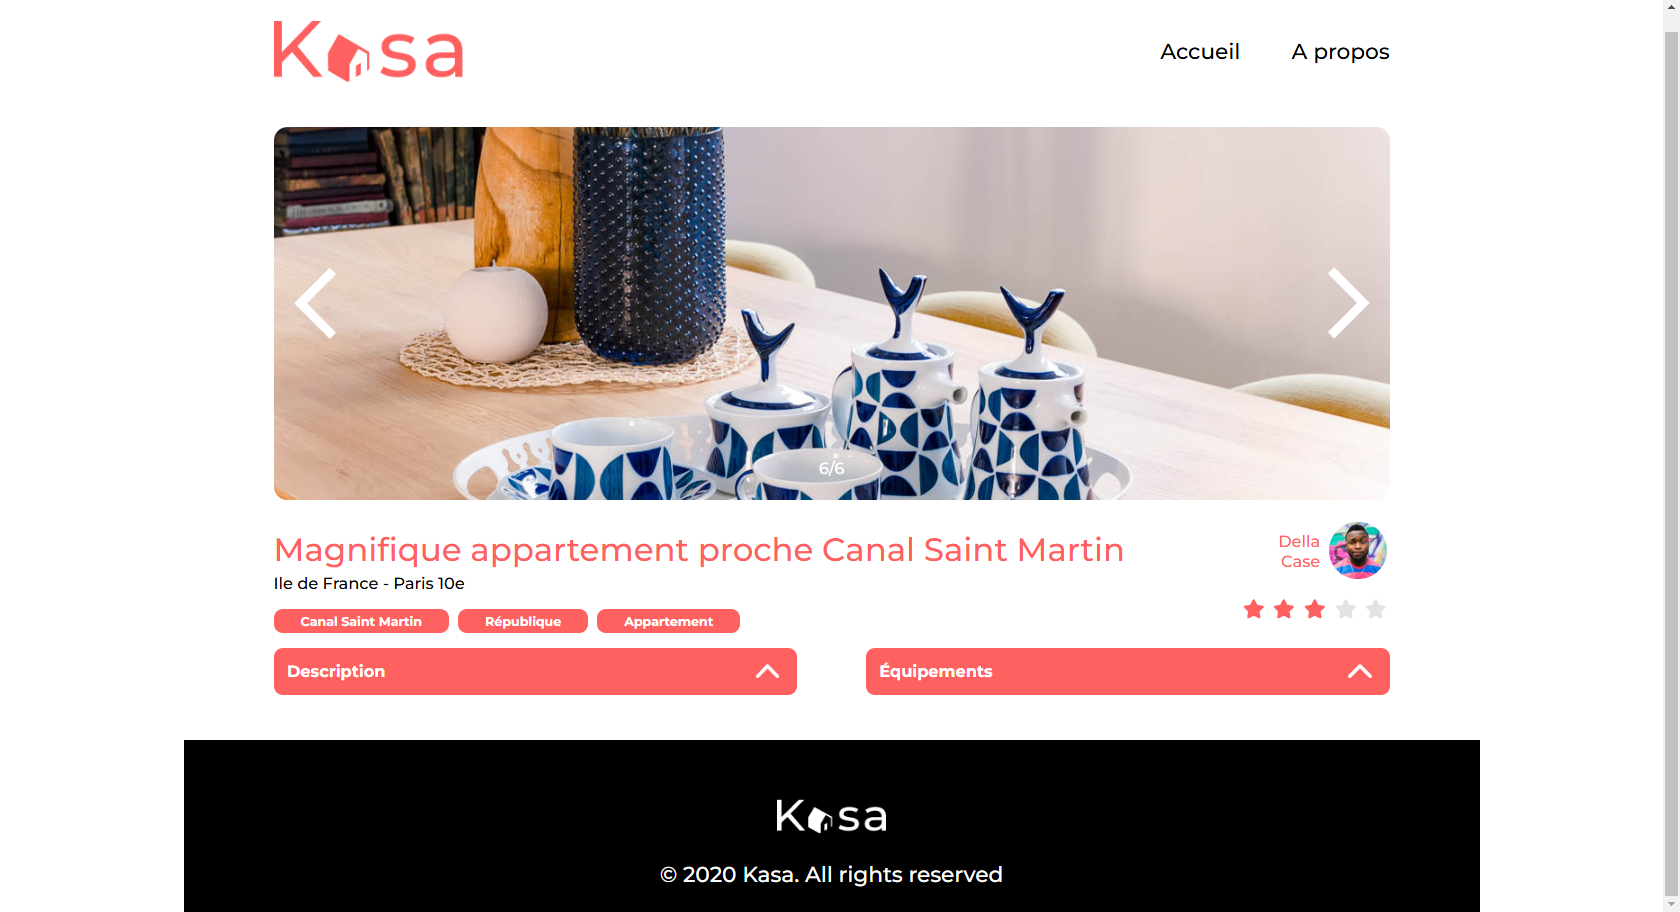 Kasa
Accueil
A propos
6/6
Magnifique appartement proche Canal Saint Martin
Ile de France - Paris 10e
Della
Case
Canal Saint Martin
République
Appartement
Description
Équipements
Kasa
© 2020 Kasa. All rights reserved